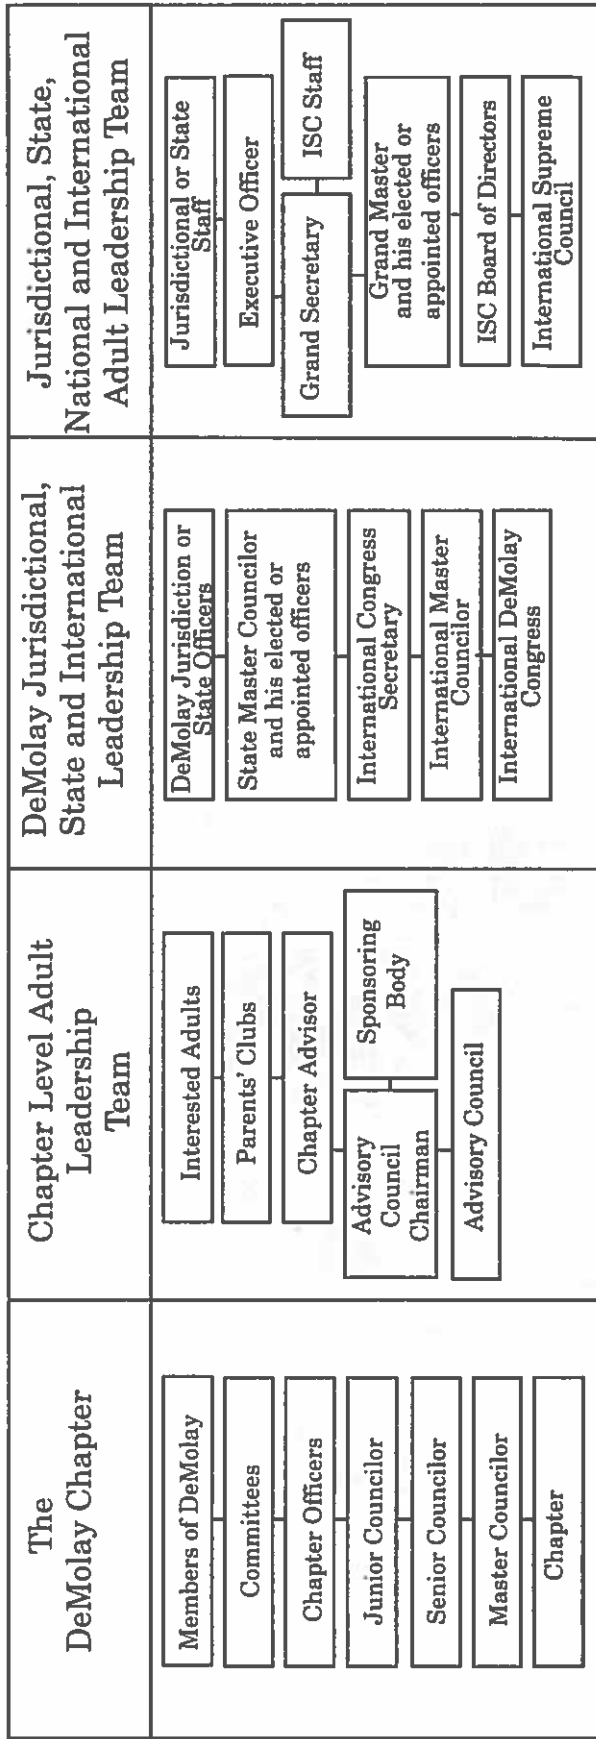 The
DeMolay Chapter
Members of DeMolay
Committees
Chapter Officers
Junior Councilor
Senior Councilor
Master Councilor
Chapter
Chapter Level Adult
Leadership
Team
Interested Adults
Parents' Clubs
Chapter Advisor
Advisory
Council
Chairman
Sponsoring
Body
Advisory Council
DeMolay Jurisdictional,
State and International
Leadership Team
DeMolay Jurisdiction or
State Officers
State Master Councilor
and his elected or
appointed officers
International Congress
Secretary
International Master
Councilor
International DeMolay
Congress
Jurisdictional, State,
National and International
Adult Leadership Team
Jurisdictional or State
Staff
Executive Officer
Grand Secretary
ISC Staff
Grand Master
and his elected or
appointed officers
ISC Board of Directors
International Supreme
Council